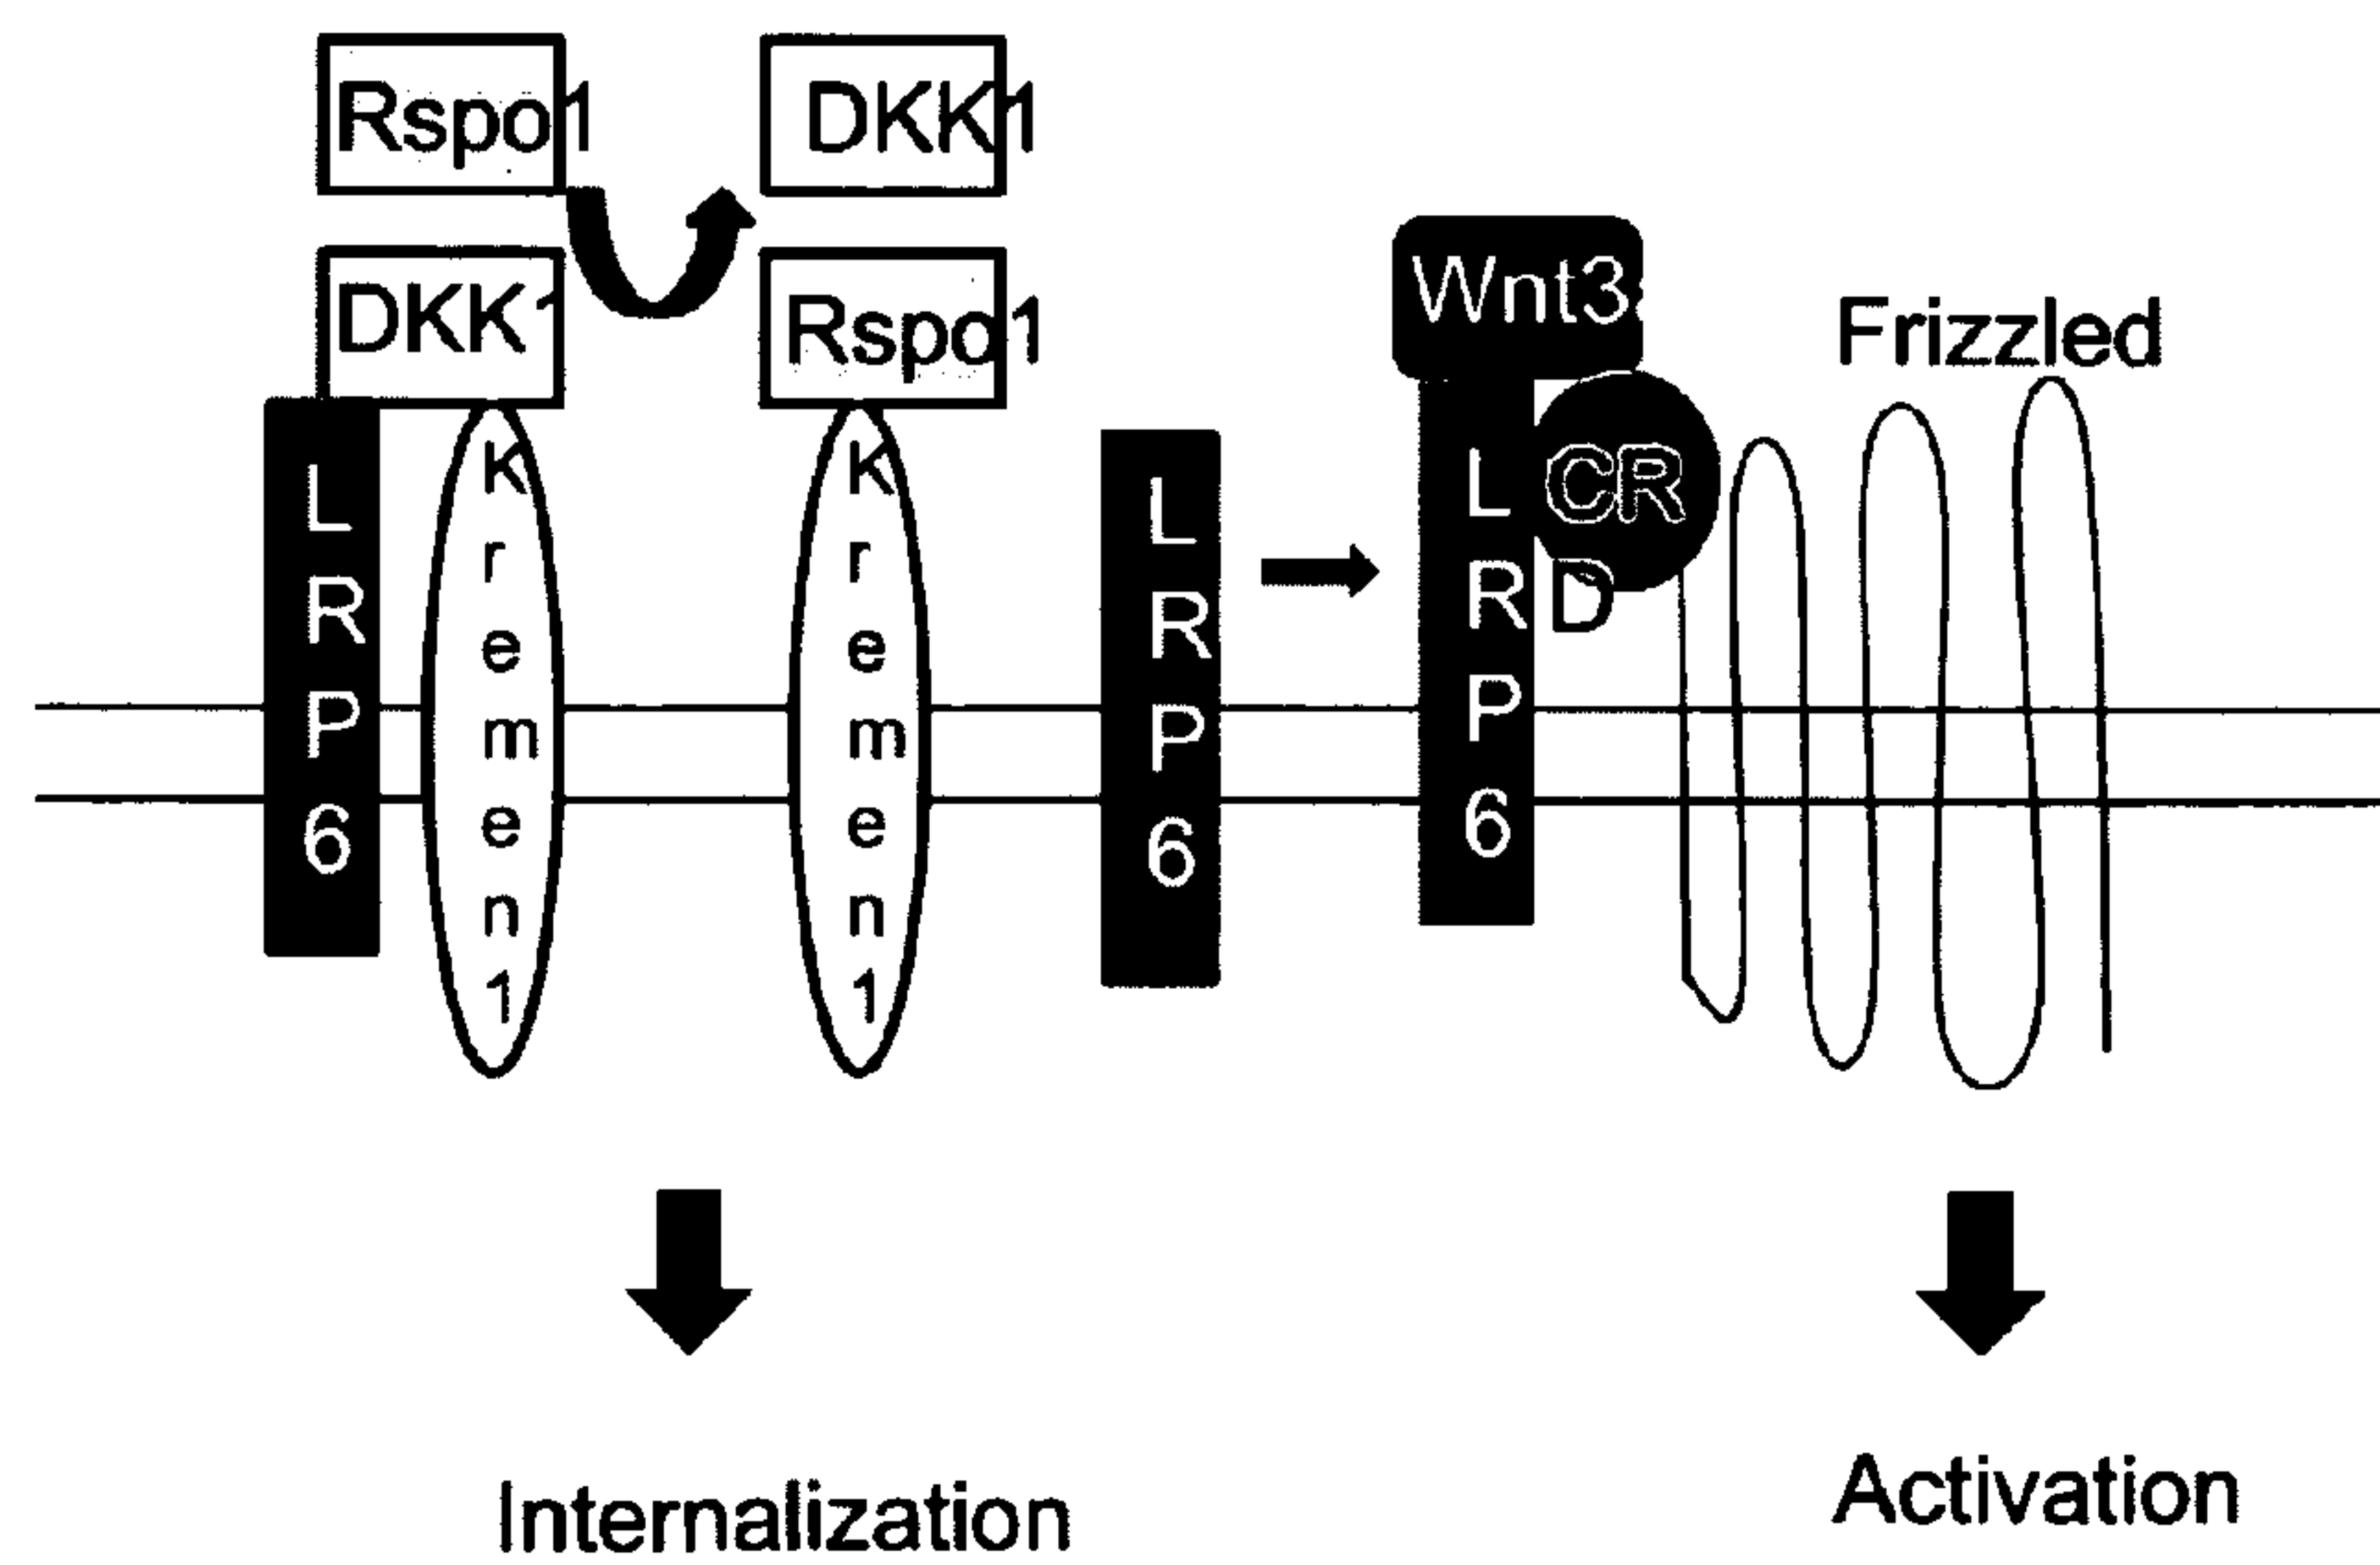 Rspo1
DKK1
DKK1
Rspo1
LRP6
Kremen1
Kremen1
LRP6
Wnt3
LRP6
CRD
Frizzled
Internalization
Activation